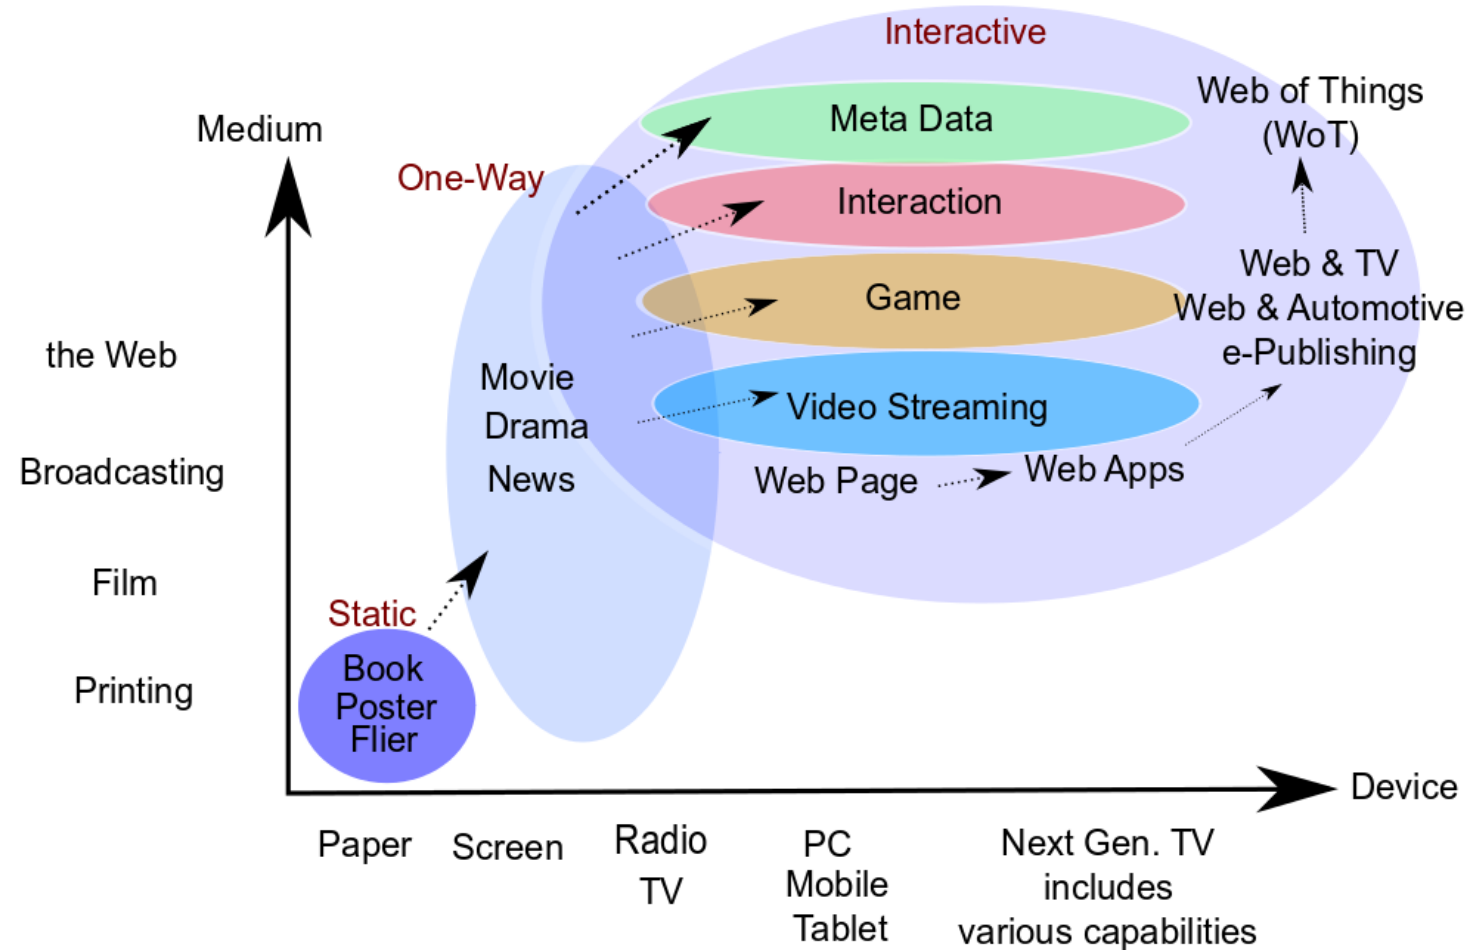 Interactive
Meta Data
Web of Things
(WoT)
Medium
One-Way
Interaction
Game
Web & TV
Web & Automotive
e-Publishing
the Web
Movie
Drama
News
Video Streaming
Web Page
Web Apps
Broadcasting
Film
Static
Book
Poster
Flier
Printing
Device
Paper
Screen
Radio
TV
PC
Mobile
Tablet
Next Gen. TV
includes
various capabilities